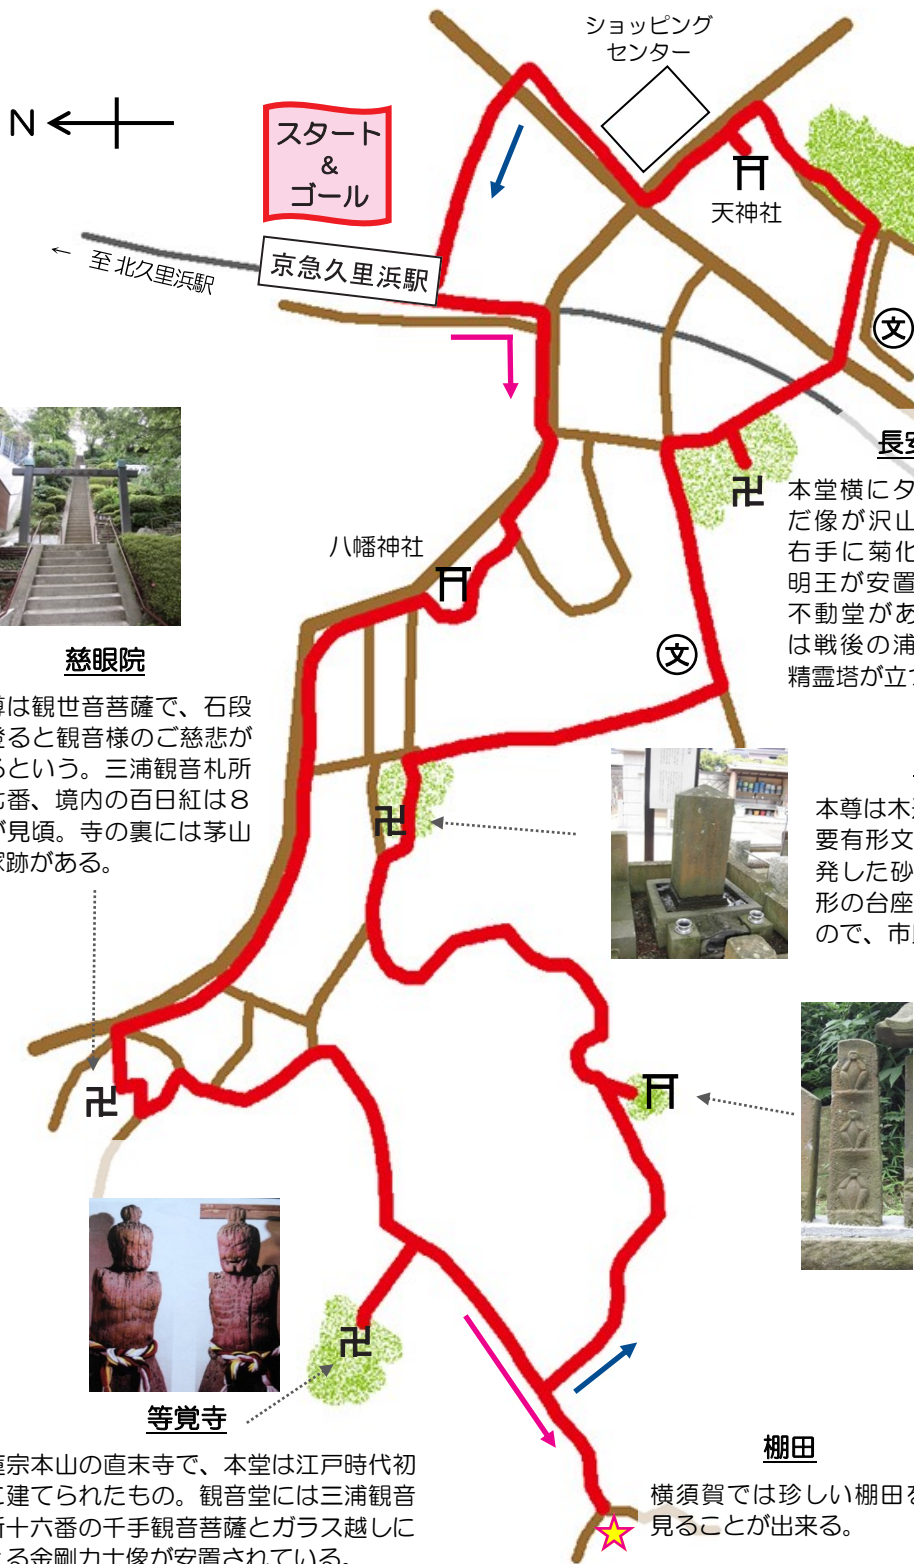 ショッピング
センター
N
スタート
&
ゴール
天神社
京急久里浜駅
← 至 北久里浜駅
文
長安
本堂横にタ
だ像が沢山
右手に菊化
明王が安置
不動堂があ
は戦後の浦
精霊塔が立つ
卍
八幡神社
文
慈眼院
尊は観世音菩薩で、石段
登ると観音様のご慈悲が
るという。三浦観音札所
七番、境内の百日紅は８
が見頃。寺の裏には茅山
塚跡がある。
卍
本尊は木造
要有形文
発した砂
形の台座
ので、市
卍
卍
等覚寺
蓮宗本山の直末寺で、本堂は江戸時代初
に建てられたもの。観音堂には三浦観音
所十六番の千手観音菩薩とガラス越しに
える金剛力士像が安置されている。
棚田
横須賀では珍しい棚田を
見ることが出来る。